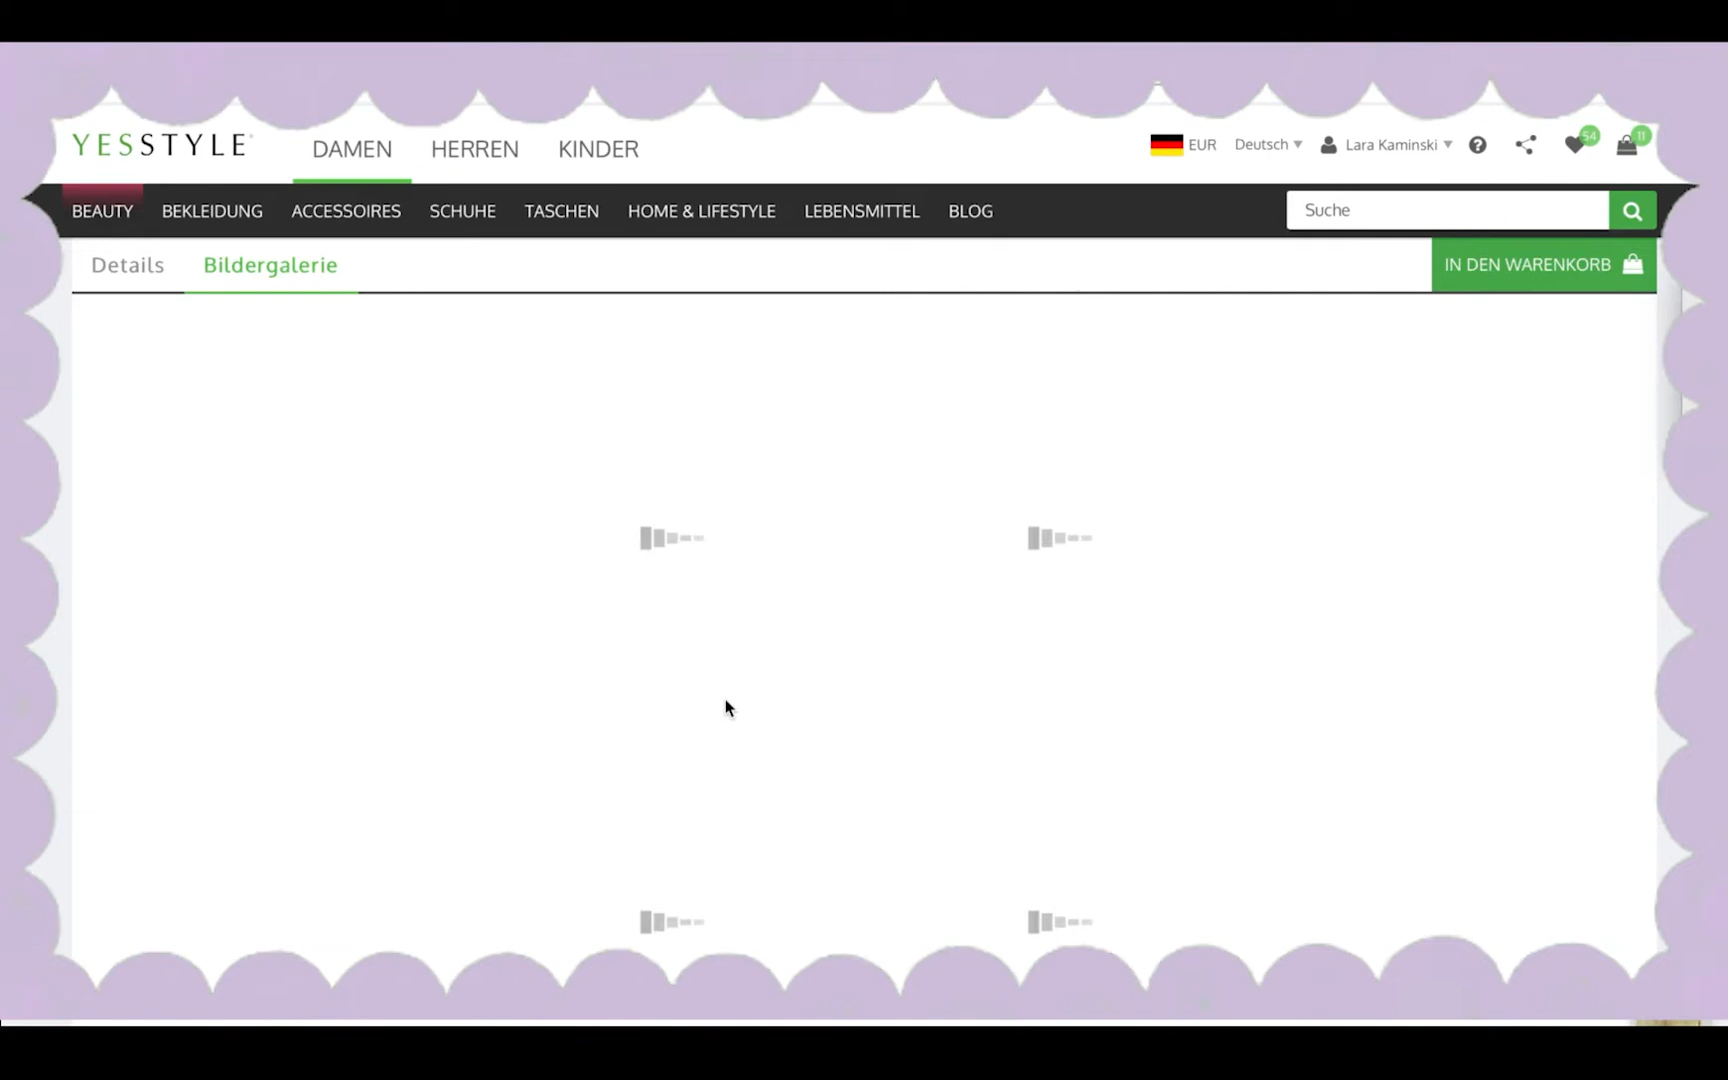 YESSTYLE
DAMEN HERREN KINDER
EUR Deutsch Lara Kaminski 54 11
BEAUTY BEKLEIDUNG ACCESSOIRES SCHUHE TASCHEN HOME & LIFESTYLE LEBENSMITTEL BLOG
Suche
Details Bildergalerie
IN DEN WARENKORB